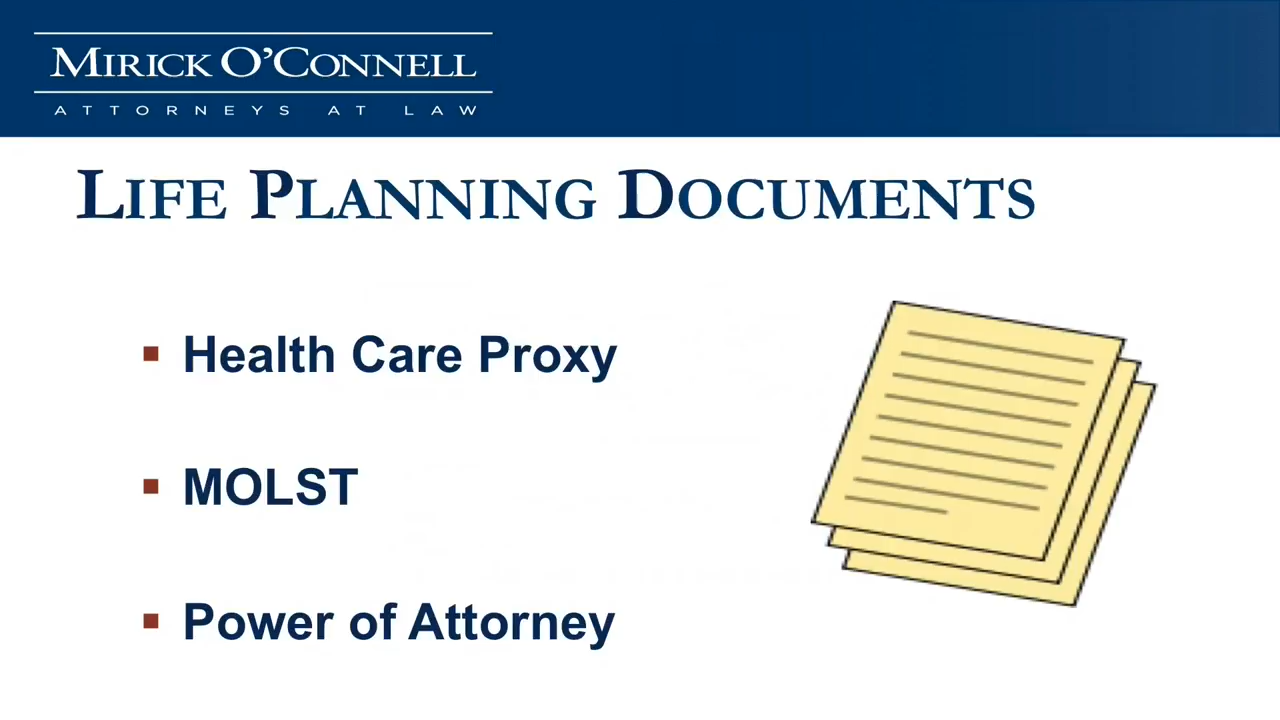 MIRICK O'CONNELL
ATTORNEYS AT LAW
LIFE PLANNING DOCUMENTS
▪ Health Care Proxy
▪ MOLST
▪ Power of Attorney